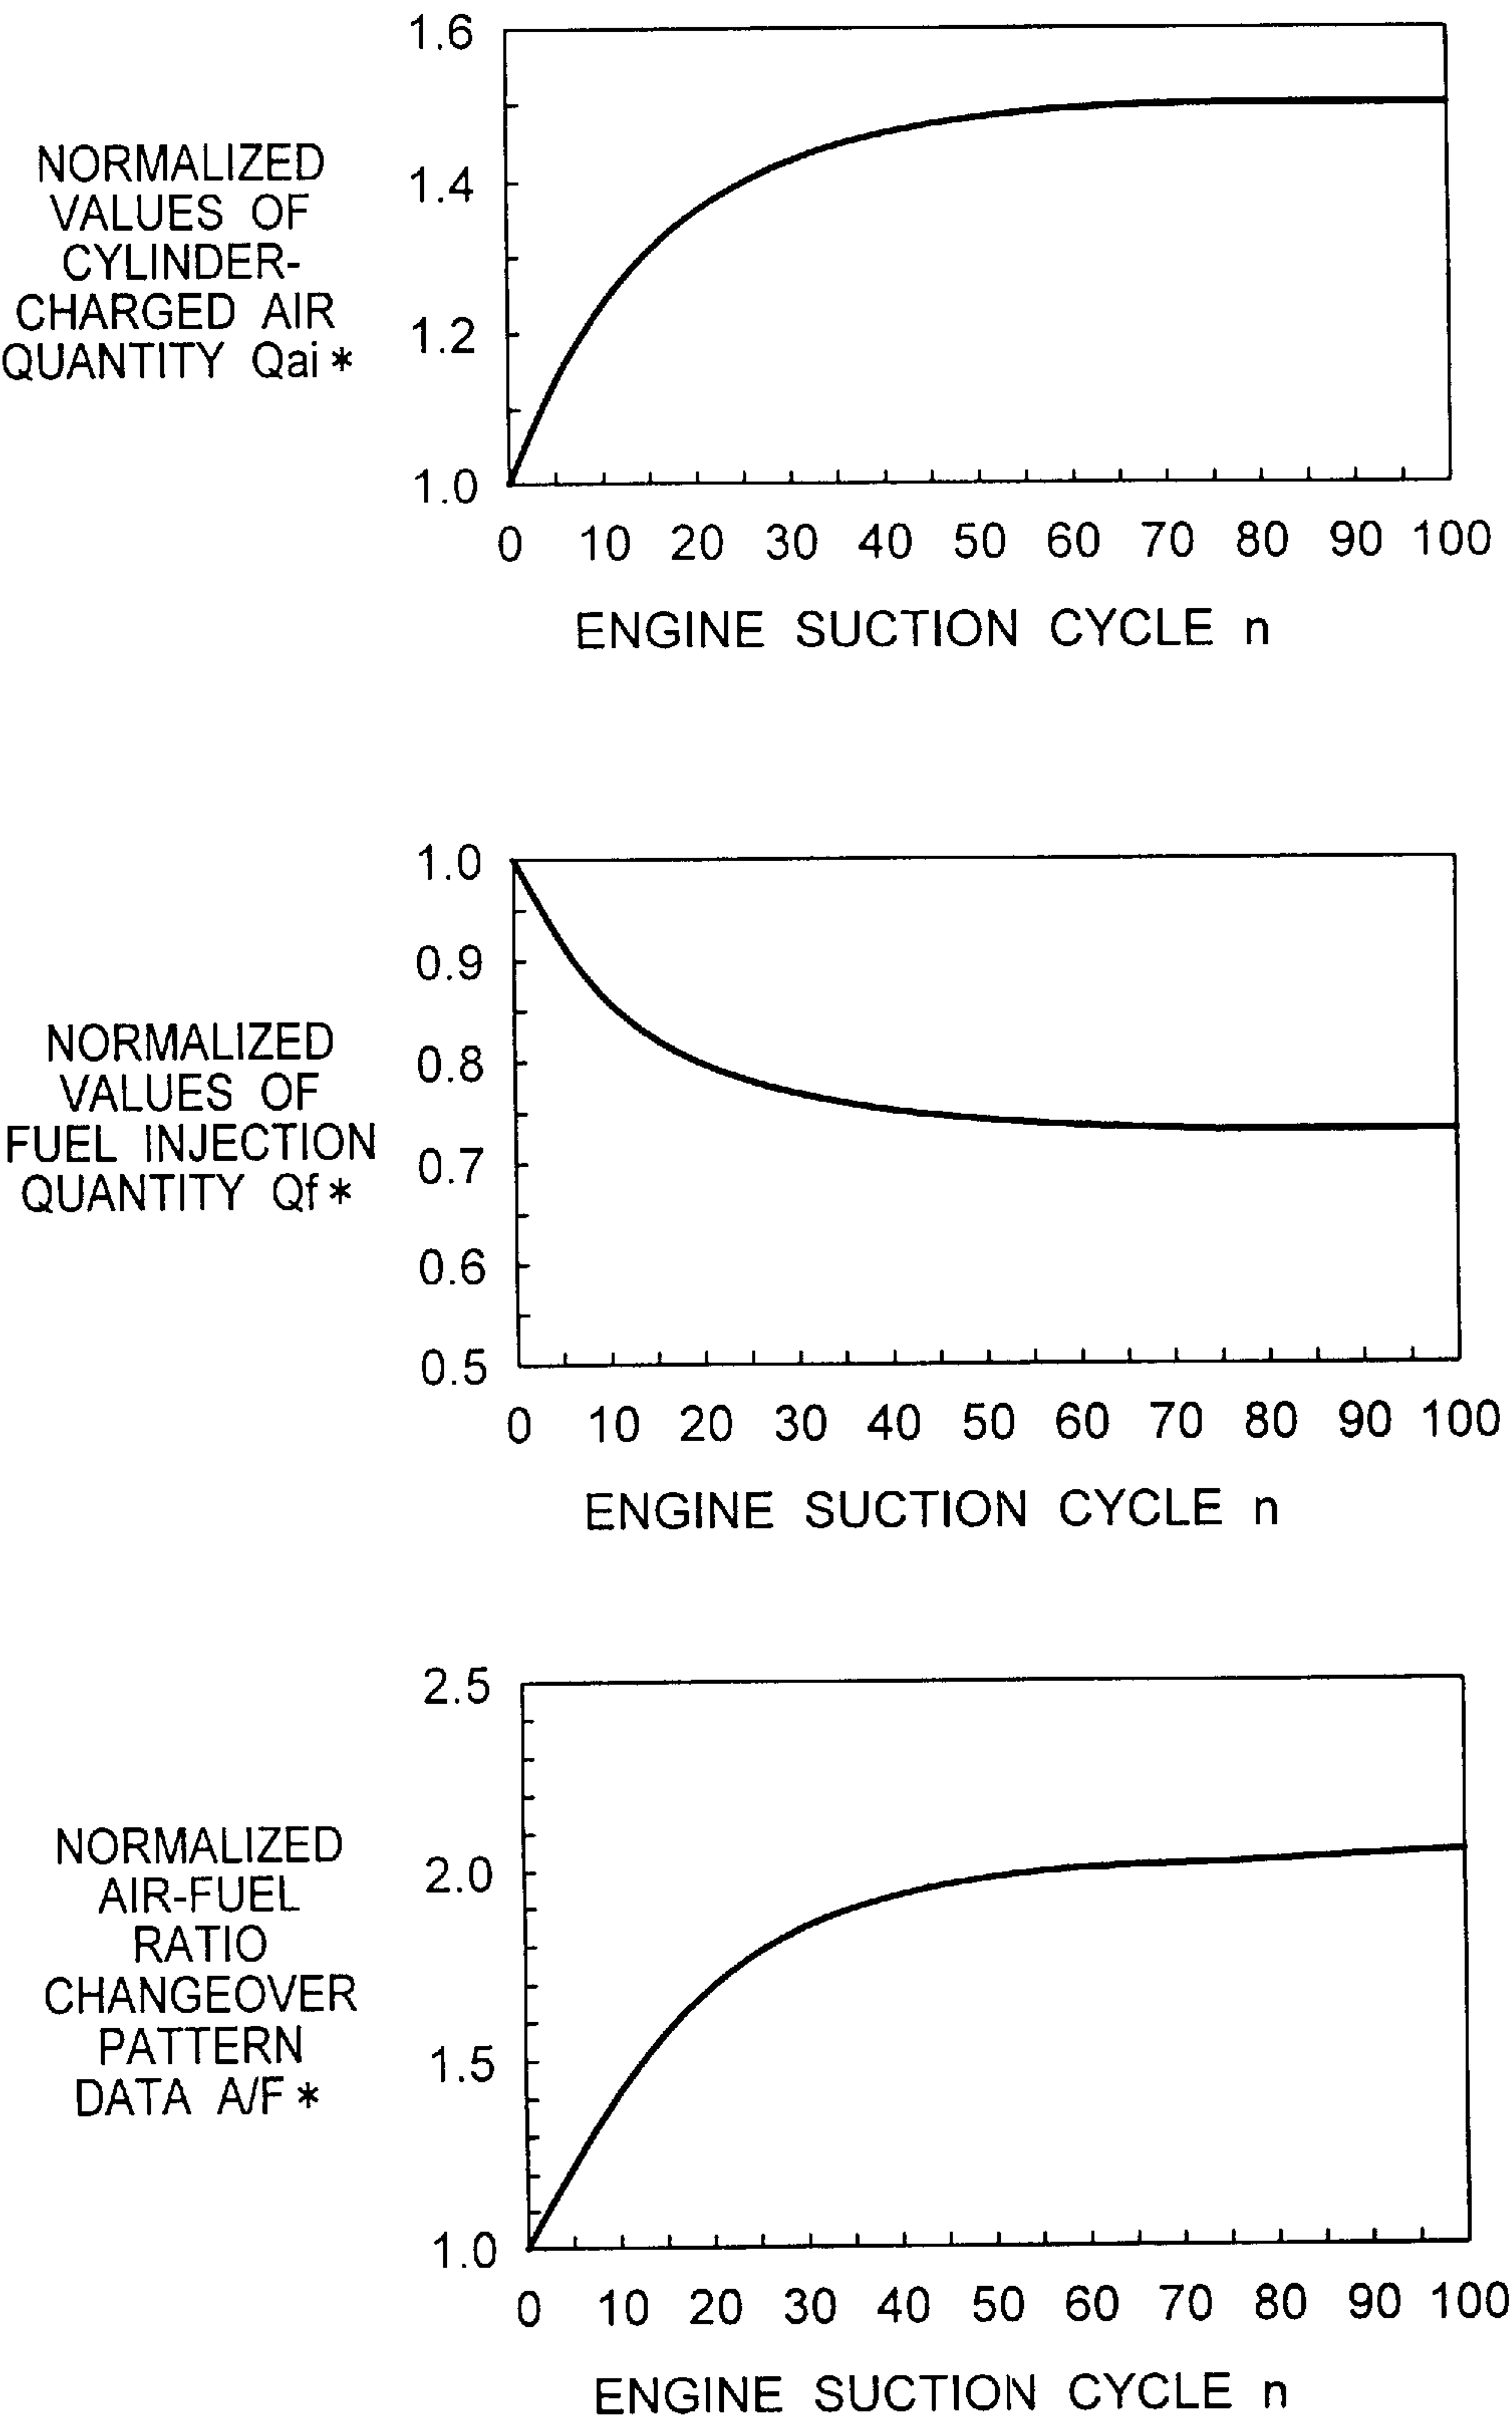 1.6
1.4
1.2
1.0
NORMALIZED
VALUES OF
CYLINDER-
CHARGED AIR
QUANTITY Qai*
0 10 20 30 40 50 60 70 80 90 100
ENGINE SUCTION CYCLE n
1.0
0.9
0.8
0.7
0.6
0.5
NORMALIZED
VALUES OF
FUEL INJECTION
QUANTITY Qf*
0 10 20 30 40 50 60 70 80 90 100
ENGINE SUCTION CYCLE n
2.5
2.0
1.5
1.0
NORMALIZED
AIR-FUEL
RATIO
CHANGEOVER
PATTERN
DATA A/F*
0 10 20 30 40 50 60 70 80 90 100
ENGINE SUCTION CYCLE n